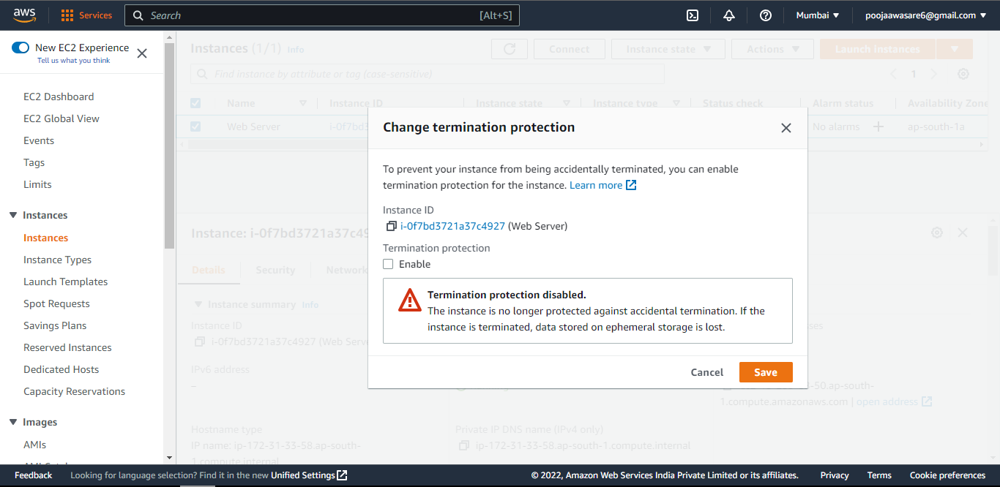 aws
Services
Search
[Alt+S]
Mumbai
poojaawasare6@gmail.com
New EC2 Experience
Tell us what you think
EC2 Dashboard
EC2 Global View
Events
Tags
Limits
Instances
Instances
Instance Types
Launch Templates
Spot Requests
Savings Plans
Reserved Instances
Dedicated Hosts
Capacity Reservations
Images
AMIs
Instances (1/1) Info
Connect
Instance state
Actions
Launch instances
Find instance by attribute or tag (case-sensitive)
1
Name
Instance ID
Instance state
Instance type
Status check
Alarm status
Availability Zone
Web Server
i-0f7bd3
No alarms
ap-south-1a
Change termination protection
To prevent your instance from being accidentally terminated, you can enable
termination protection for the instance. Learn more
Instance ID
i-0f7bd3721a37c4927 (Web Server)
Termination protection
Enable
Termination protection disabled.
The instance is no longer protected against accidental termination. If the
instance is terminated, data stored on ephemeral storage is lost.
Cancel
Save
Instance: i-0f7bd3721a37c49
Details
Security
Network
Instance summary Info
Instance ID
i-0f7bd3721a37c4927 (Web Serve
IPv6 address
–
-50.ap-south-
1.compute.amazonaws.com | open address
Hostname type
IP name: ip-172-31-33-58.ap-south-
1.compute.internal
Private IP DNS name (IPv4 only)
ip-172-31-33-58.ap-south-1.compute.internal
Feedback
Looking for language selection? Find it in the new Unified Settings
© 2022, Amazon Web Services India Private Limited or its affiliates.
Privacy
Terms
Cookie preferences